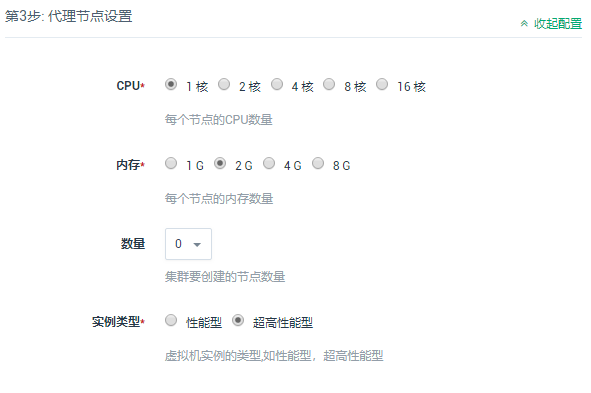 第3步: 代理节点设置
收起配置
CPU* 1 核 2 核 4 核 8 核 16 核
每个节点的CPU数量
内存* 1 G 2 G 4 G 8 G
每个节点的内存数量
数量 0
集群要创建的节点数量
实例类型* 性能型 超高性能型
虚拟机实例的类型,如性能型，超高性能型